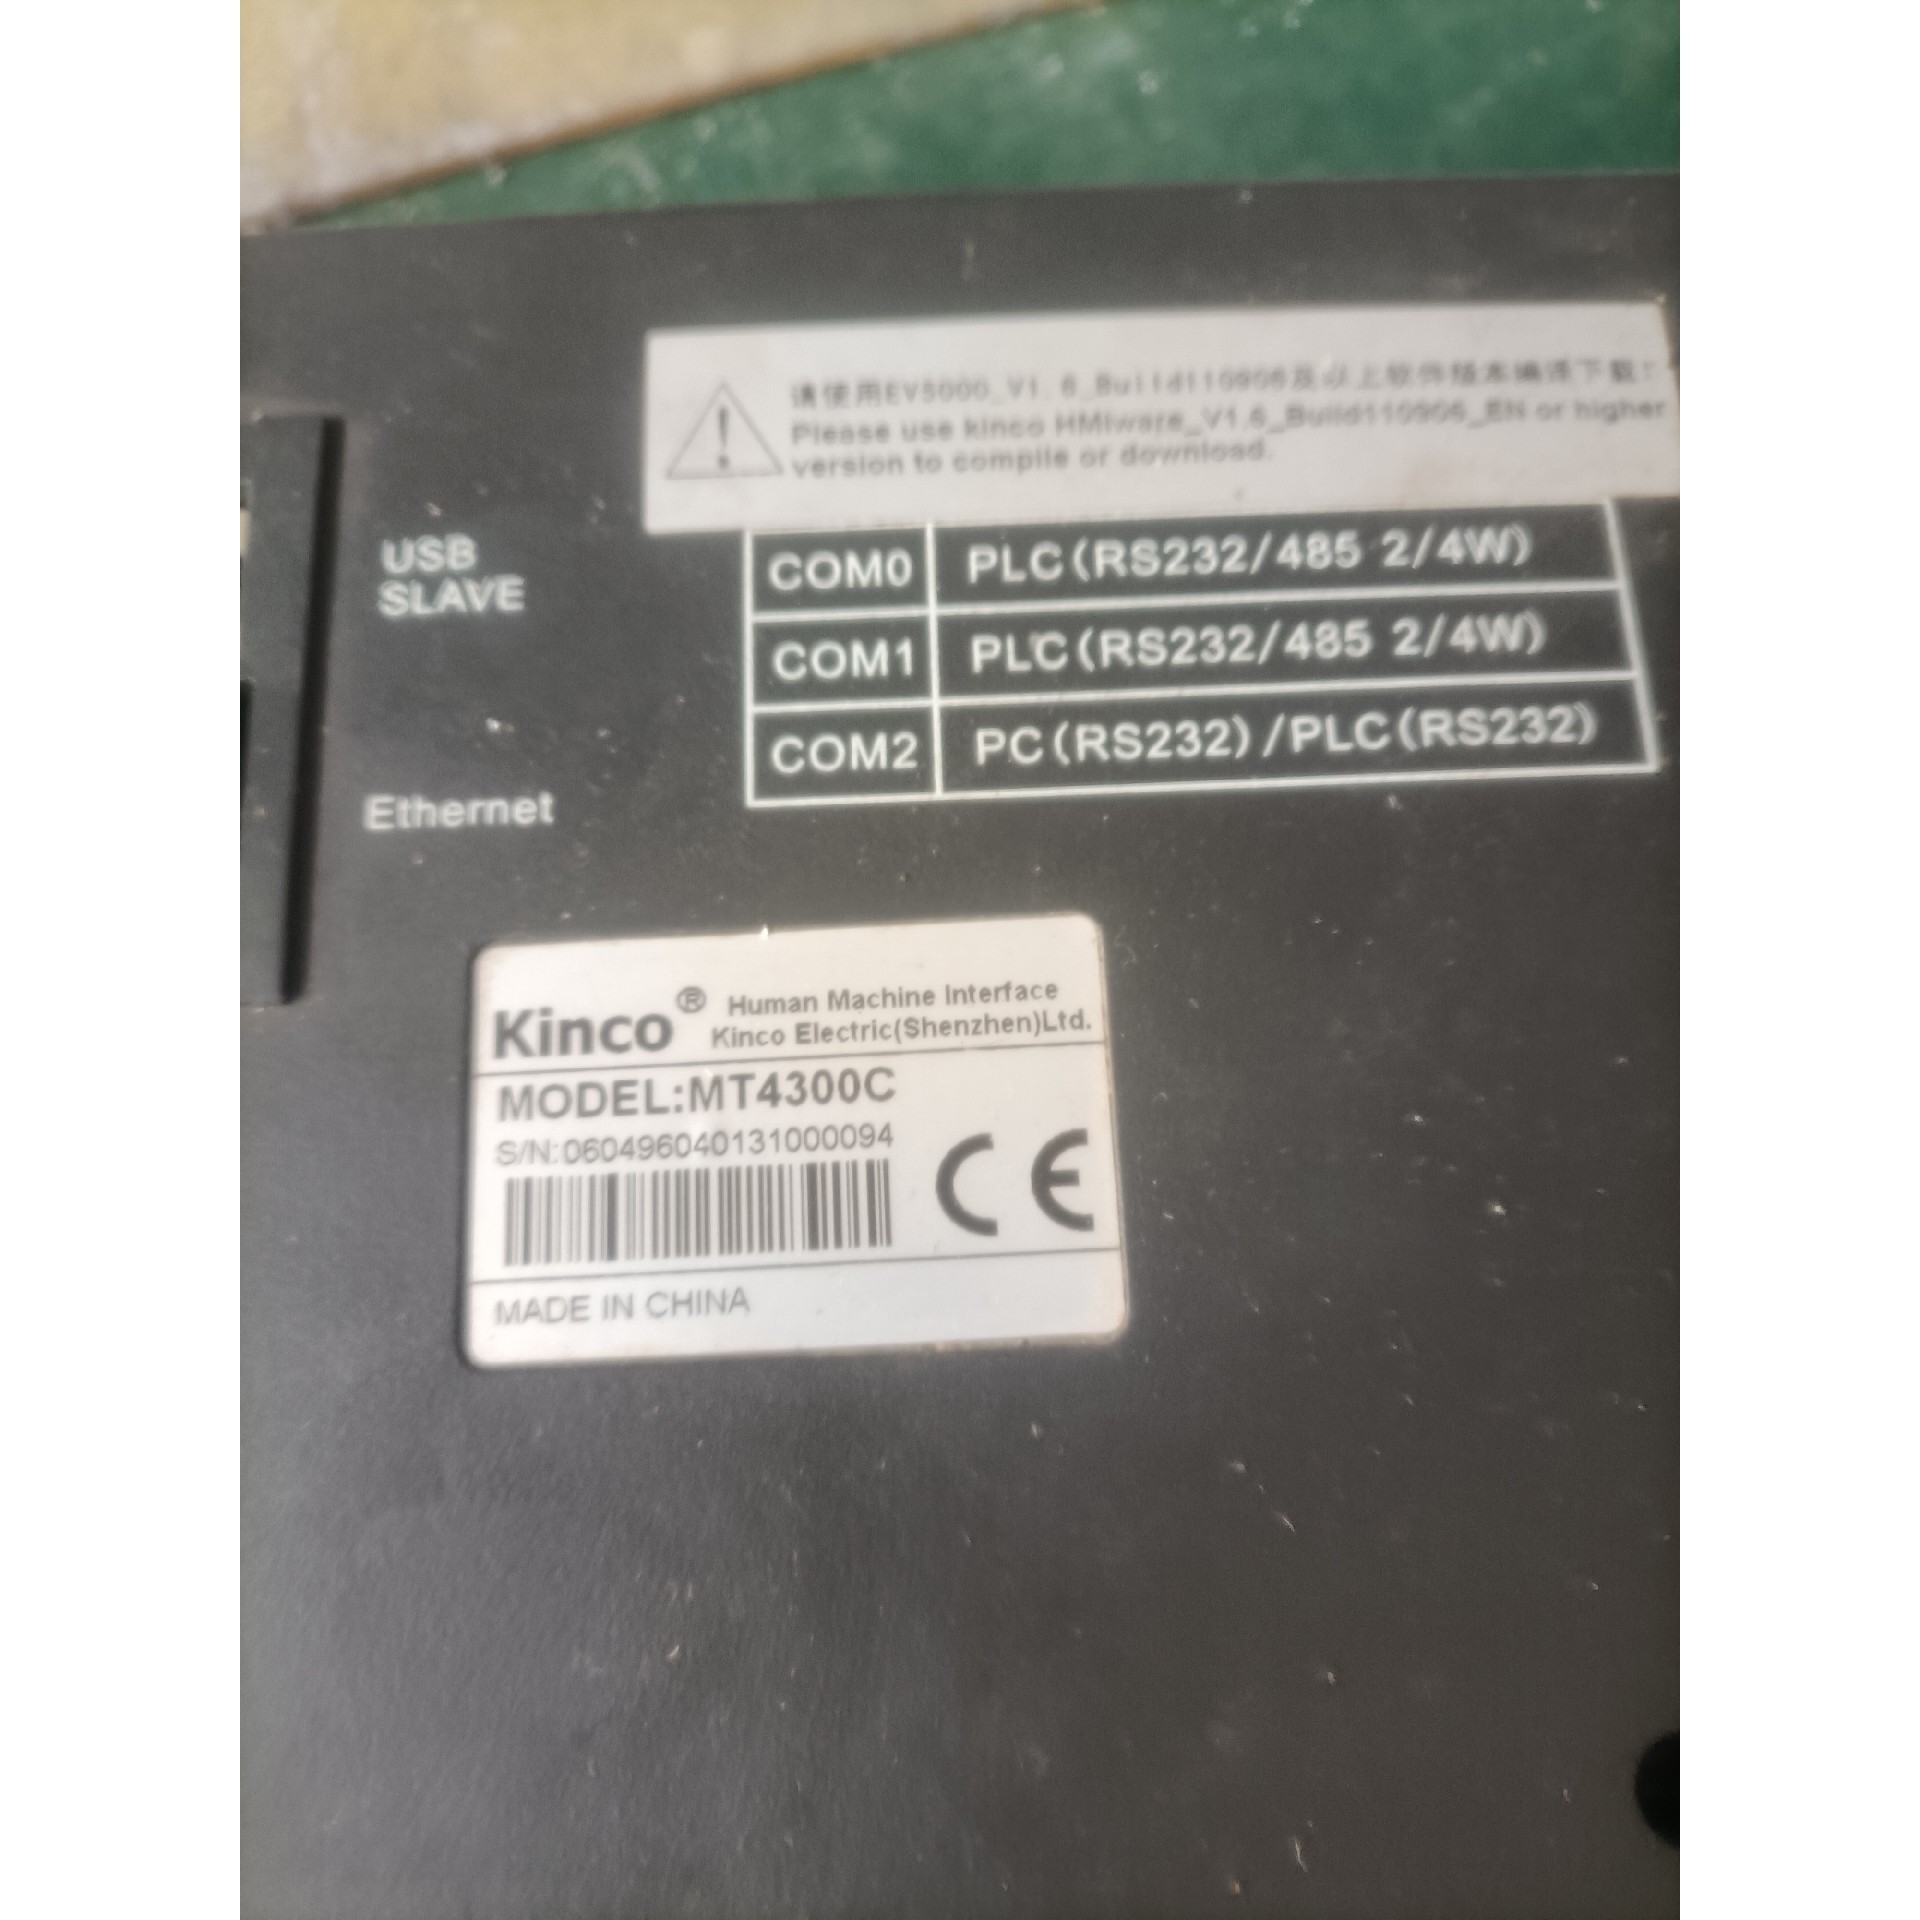 请使用EV5000_V1.6_Build110906及以上软件版本编译下载!
Please use kinco HMIware_V1.6_Build110906_EN or higher
version to compile or download.
USB
SLAVE
COM0 PLC(RS232/485 2/4W)
COM1 PLC(RS232/485 2/4W)
COM2 PC(RS232)/PLC(RS232)
Ethernet
Kinco® Human Machine Interface
Kinco Electric(Shenzhen)Ltd.
MODEL:MT4300C
S/N:060496040131000094
CE
MADE IN CHINA